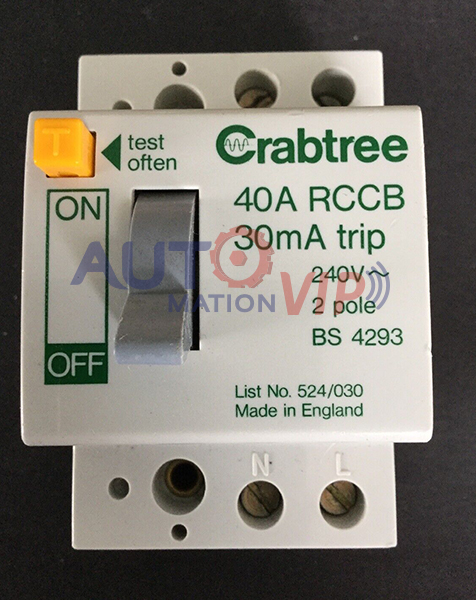 T
test
often
Crabtree
ON
OFF
40A RCCB
30mA trip
240V~
2 pole
BS 4293
AUTOMATION VIP
List No. 524/030
Made in England
N L